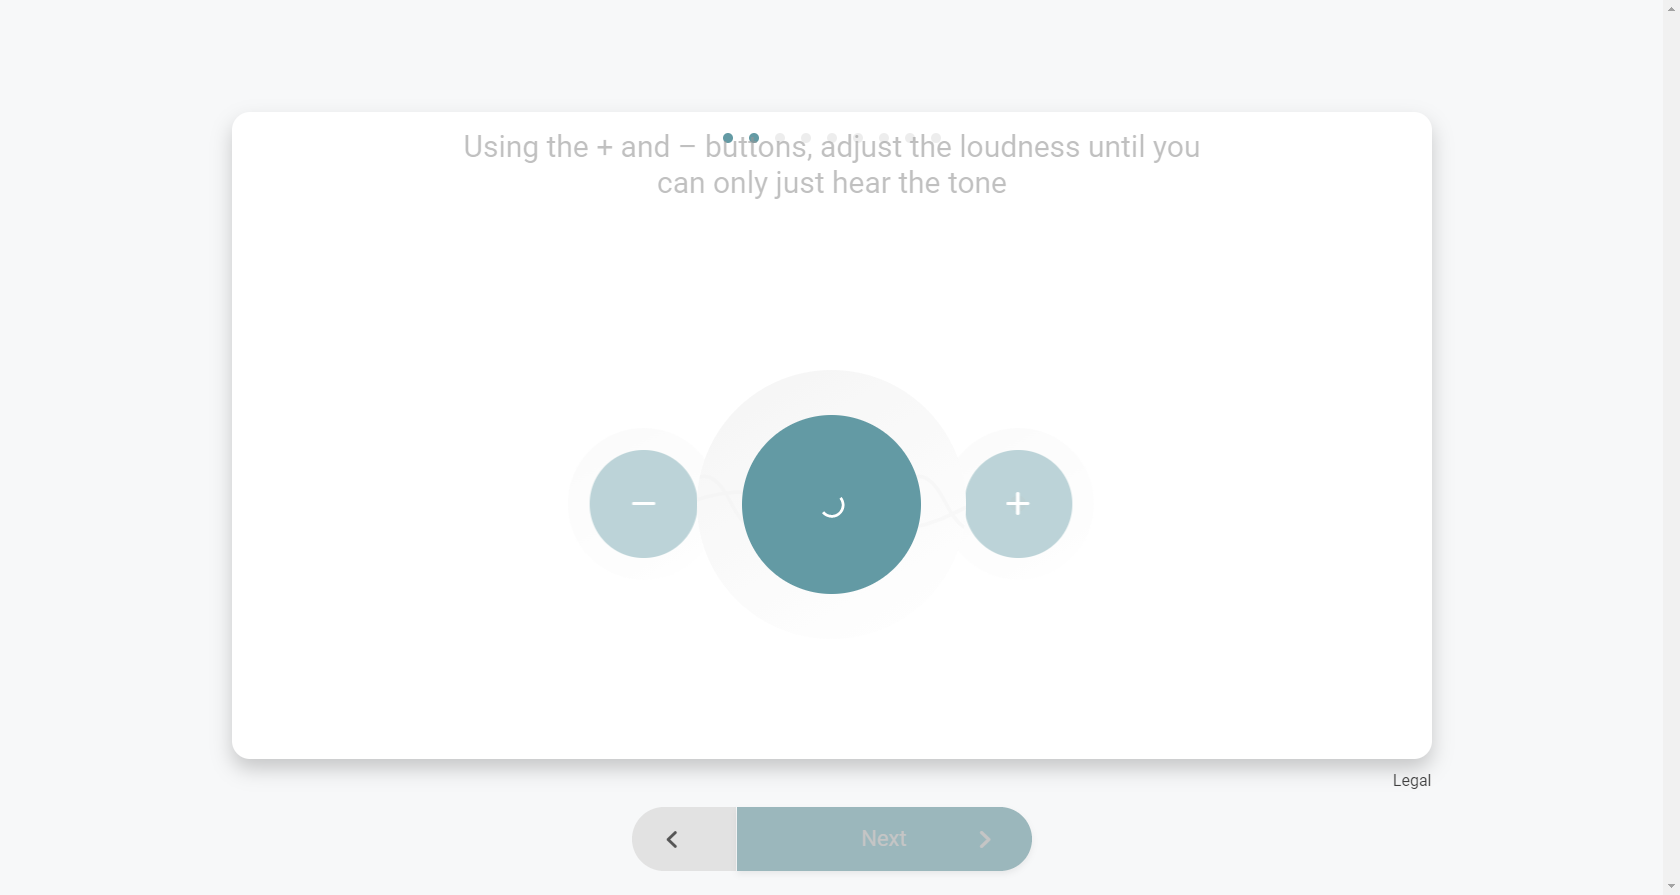 Using the + and – buttons, adjust the loudness until you
can only just hear the tone
Legal
Next